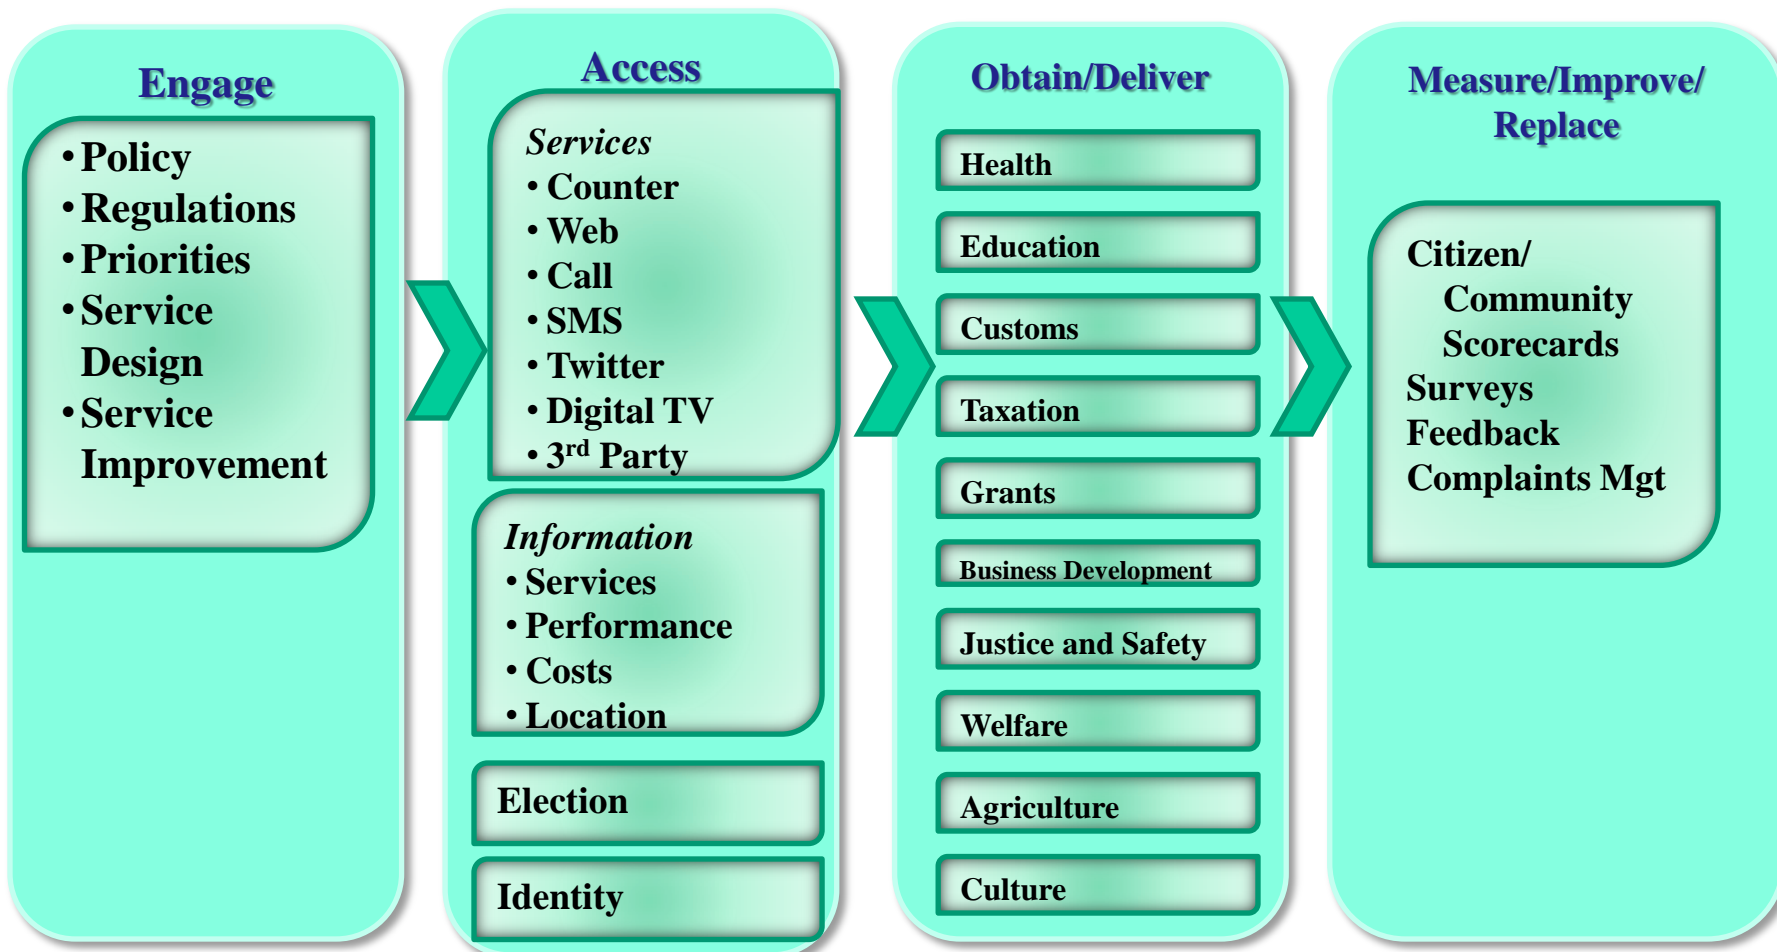 Engage
• Policy
• Regulations
• Priorities
• Service
Design
• Service
Improvement
Access
Services
• Counter
• Web
• Call
• SMS
• Twitter
• Digital TV
• 3rd Party
Information
• Services
• Performance
• Costs
• Location
Election
Identity
Obtain/Deliver
Health
Education
Customs
Taxation
Grants
Business Development
Justice and Safety
Welfare
Agriculture
Culture
Measure/Improve/
Replace
Citizen/
Community
Scorecards
Surveys
Feedback
Complaints Mgt